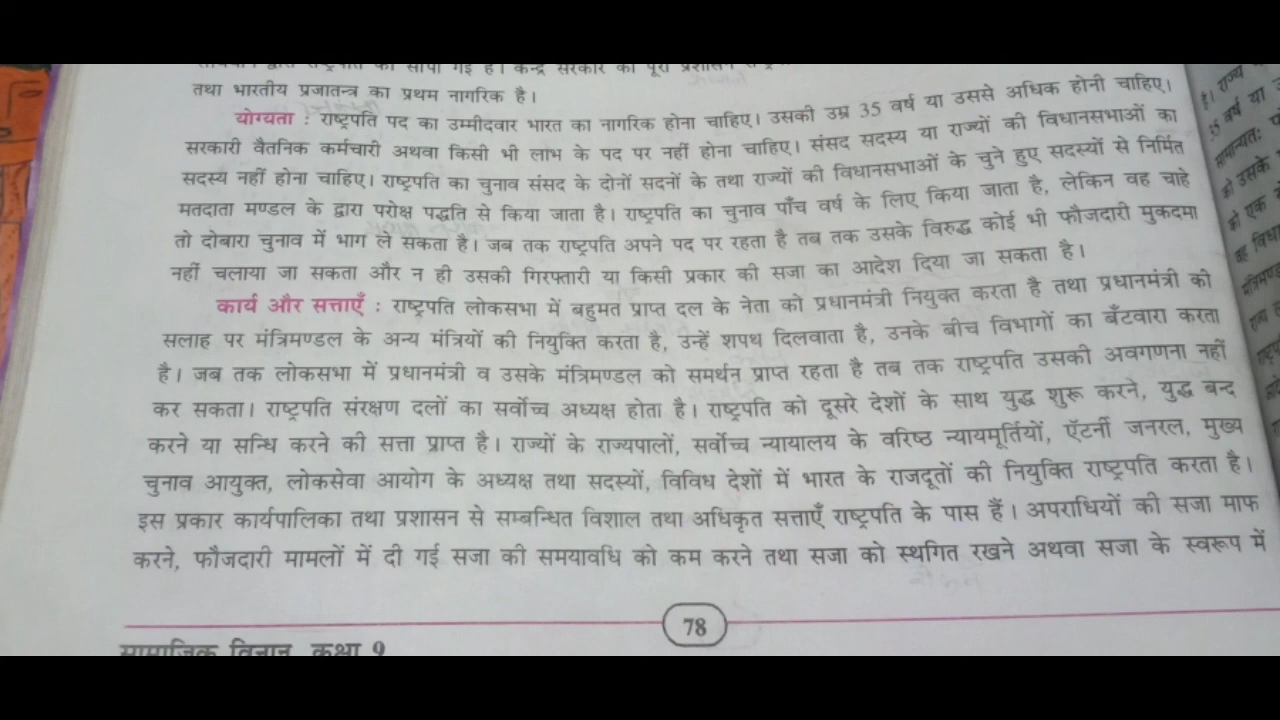 तथा भारतीय प्रजातन्त्र का प्रथम नागरिक है।
योग्यता : राष्ट्रपति पद का उम्मीदवार भारत का नागरिक होना चाहिए। उसकी उम्र 35 वर्ष या उससे अधिक होनी चाहिए।
सरकारी वैतनिक कर्मचारी अथवा किसी भी लाभ के पद पर नहीं होना चाहिए। संसद सदस्य या राज्यों की विधानसभाओं का
सदस्य नहीं होना चाहिए। राष्ट्रपति का चुनाव संसद के दोनों सदनों के तथा राज्यों की विधानसभाओं के चुने हुए सदस्यों से निर्मित
मतदाता मण्डल के द्वारा परोक्ष पद्धति से किया जाता है। राष्ट्रपति का चुनाव पाँच वर्ष के लिए किया जाता है, लेकिन वह चाहे
तो दोबारा चुनाव में भाग ले सकता है। जब तक राष्ट्रपति अपने पद पर रहता है तब तक उसके विरुद्ध कोई भी फौजदारी मुकदमा
नहीं चलाया जा सकता और न ही उसकी गिरफ्तारी या किसी प्रकार की सजा का आदेश दिया जा सकता है।
कार्य और सत्ताएँ : राष्ट्रपति लोकसभा में बहुमत प्राप्त दल के नेता को प्रधानमंत्री नियुक्त करता है तथा प्रधानमंत्री की
सलाह पर मंत्रिमण्डल के अन्य मंत्रियों की नियुक्ति करता है, उन्हें शपथ दिलवाता है, उनके बीच विभागों का बँटवारा करता
है। जब तक लोकसभा में प्रधानमंत्री व उसके मंत्रिमण्डल को समर्थन प्राप्त रहता है तब तक राष्ट्रपति उसकी अवगणना नहीं
कर सकता। राष्ट्रपति संरक्षण दलों का सर्वोच्च अध्यक्ष होता है। राष्ट्रपति को दूसरे देशों के साथ युद्ध शुरू करने, युद्ध बन्द
करने या सन्धि करने की सत्ता प्राप्त है। राज्यों के राज्यपालों, सर्वोच्च न्यायालय के वरिष्ठ न्यायमूर्तियों, ऍटर्नी जनरल, मुख्य
चुनाव आयुक्त, लोकसेवा आयोग के अध्यक्ष तथा सदस्यों, विविध देशों में भारत के राजदूतों की नियुक्ति राष्ट्रपति करता है।
इस प्रकार कार्यपालिका तथा प्रशासन से सम्बन्धित विशाल तथा अधिकृत सत्ताएँ राष्ट्रपति के पास हैं। अपराधियों की सजा माफ
करने, फौजदारी मामलों में दी गई सजा की समयावधि को कम करने तथा सजा को स्थगित रखने अथवा सजा के स्वरूप में
78
सामाजिक विज्ञान, कक्षा 9